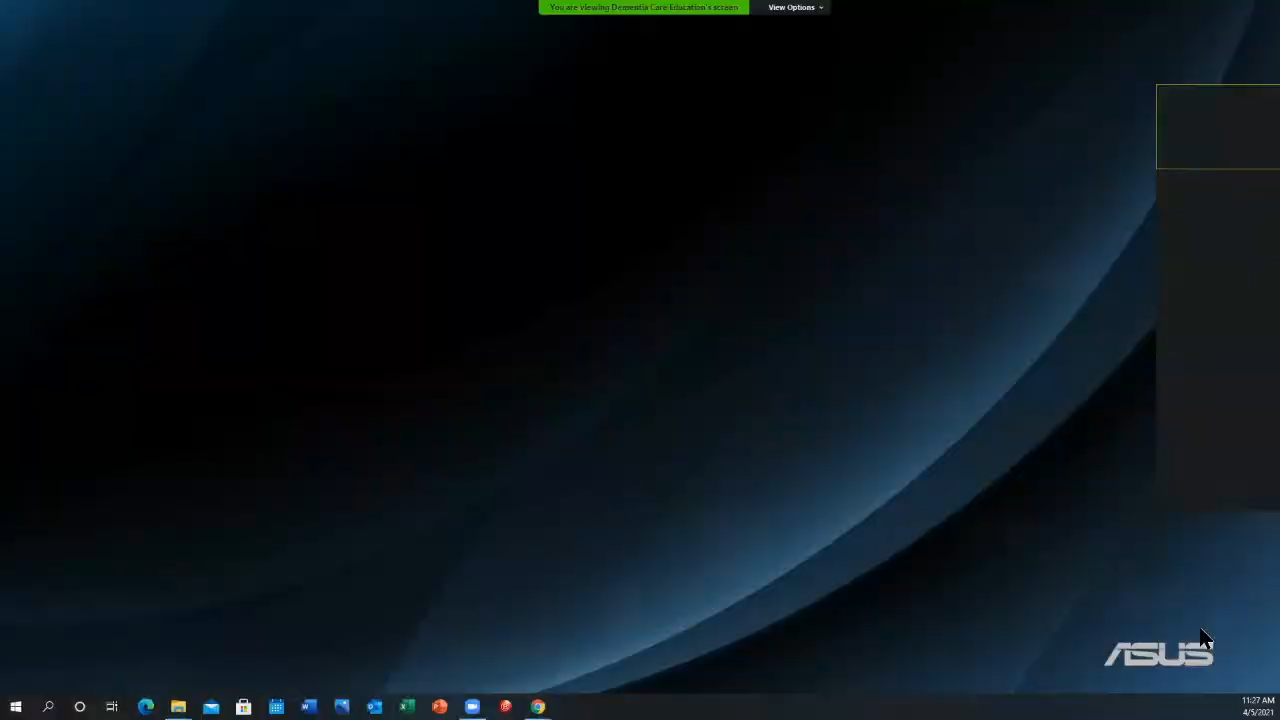 You are viewing Dementia Care Education's screen
View Options
ASUS
11:27 AM
4/5/2021